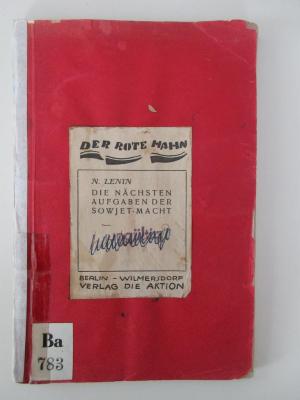 DER ROTE HAHN
N. LENIN
DIE NÄCHSTEN
AUFGABEN DER
SOWJET-MACHT
BERLIN - WILMERSDORF
VERLAG DIE AKTION
Ba
783